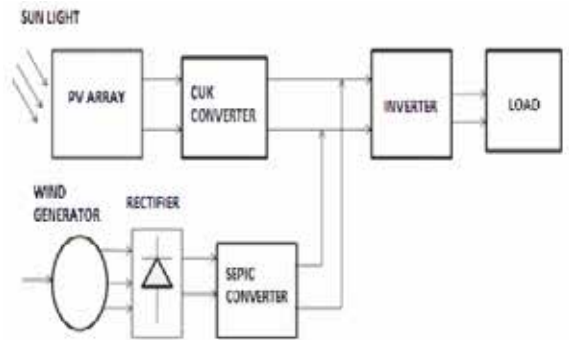 SUN LIGHT
PV ARRAY
CUK
CONVERTER
INVERTER
LOAD
WIND
GENERATOR
RECTIFIER
SEPIC
CONVERTER